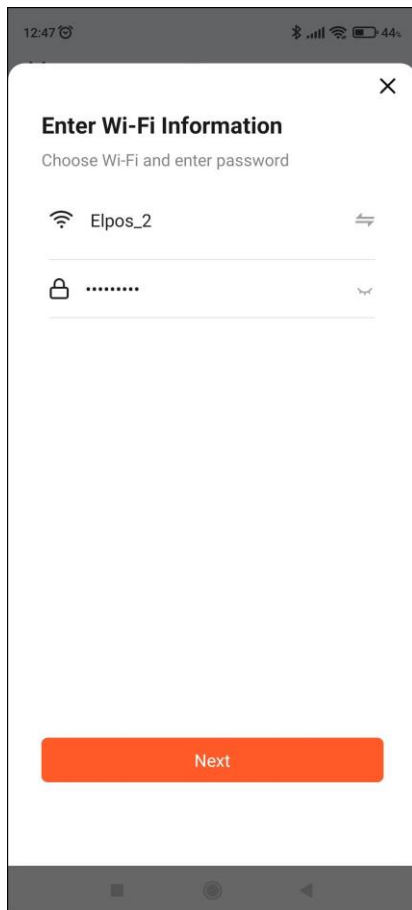 12:47
44%
Enter Wi-Fi Information
Choose Wi-Fi and enter password
Elpos_2
•••••••••
Next